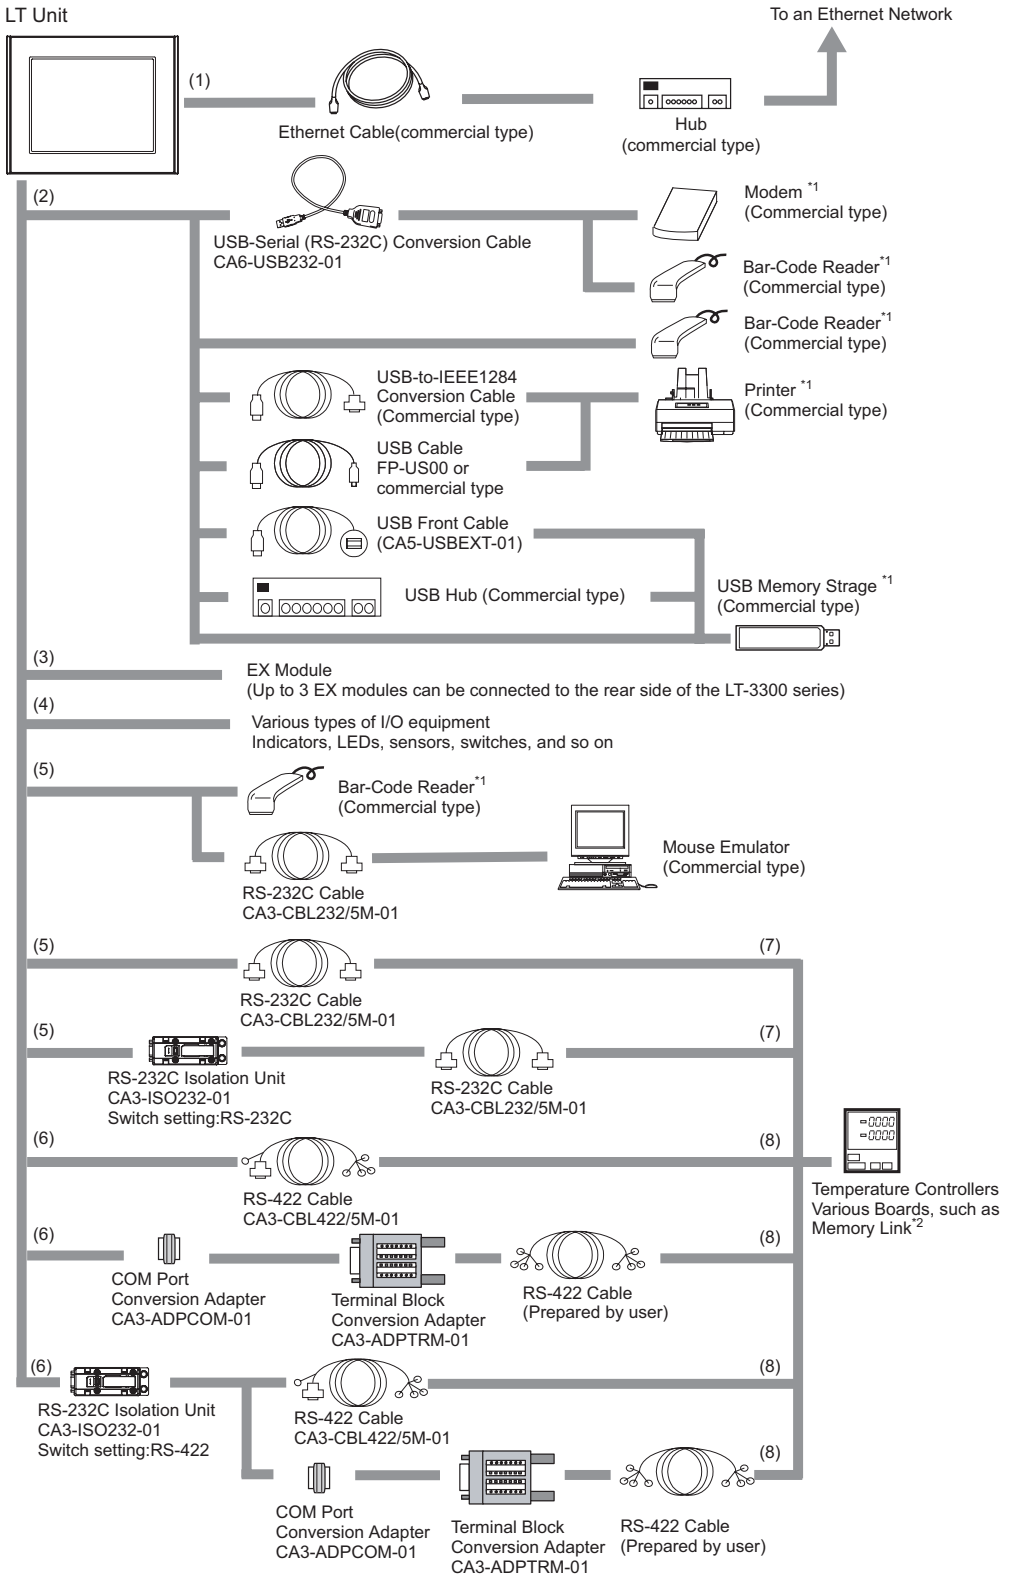 LT Unit
To an Ethernet Network
(1)
Ethernet Cable(commercial type)
Hub
(commercial type)
(2)
USB-Serial (RS-232C) Conversion Cable
CA6-USB232-01
Modem *1
(Commercial type)
Bar-Code Reader*1
(Commercial type)
Bar-Code Reader*1
(Commercial type)
USB-to-IEEE1284
Conversion Cable
(Commercial type)
Printer *1
(Commercial type)
USB Cable
FP-US00 or
commercial type
USB Front Cable
(CA5-USBEXT-01)
USB Hub (Commercial type)
USB Memory Strage *1
(Commercial type)
(3)
EX Module
(Up to 3 EX modules can be connected to the rear side of the LT-3300 series)
(4)
Various types of I/O equipment
Indicators, LEDs, sensors, switches, and so on
(5)
Bar-Code Reader*1
(Commercial type)
Mouse Emulator
(Commercial type)
RS-232C Cable
CA3-CBL232/5M-01
(5)
(7)
RS-232C Cable
CA3-CBL232/5M-01
(5)
(7)
RS-232C Isolation Unit
CA3-ISO232-01
Switch setting:RS-232C
RS-232C Cable
CA3-CBL232/5M-01
(6)
(8)
RS-422 Cable
CA3-CBL422/5M-01
Temperature Controllers
Various Boards, such as
Memory Link*2
(6)
(8)
COM Port
Conversion Adapter
CA3-ADPCOM-01
Terminal Block
Conversion Adapter
CA3-ADPTRM-01
RS-422 Cable
(Prepared by user)
(6)
(8)
RS-232C Isolation Unit
CA3-ISO232-01
Switch setting:RS-422
RS-422 Cable
CA3-CBL422/5M-01
(8)
COM Port
Conversion Adapter
CA3-ADPCOM-01
Terminal Block
Conversion Adapter
CA3-ADPTRM-01
RS-422 Cable
(Prepared by user)